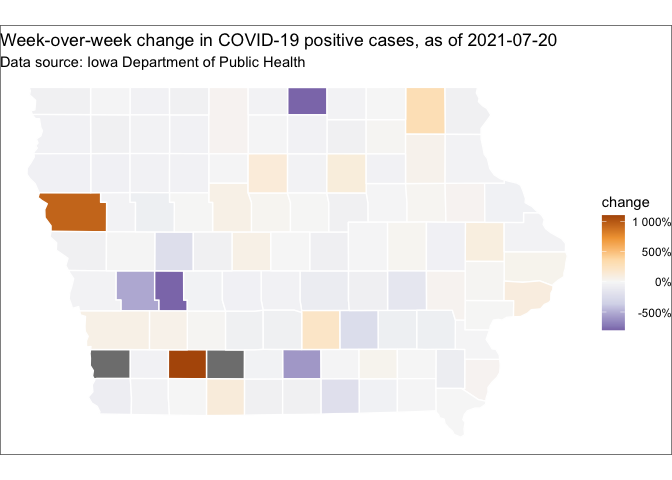 Week-over-week change in COVID-19 positive cases, as of 2021-07-20
Data source: Iowa Department of Public Health
change
1 000%
500%
0%
-500%